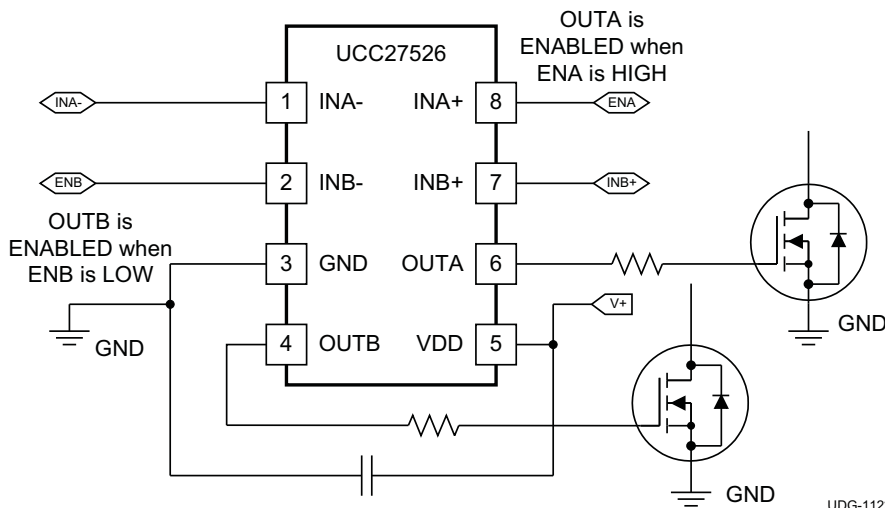 OUTA is
ENABLED when
ENA is HIGH
UCC27526
INA-
1
INA-
INA+
8
ENA
ENB
2
INB-
INB+
7
INB+
OUTB is
ENABLED when
ENB is LOW
3
GND
OUTA
6
V+
GND
GND
4
OUTB
VDD
5
GND
UDG-112